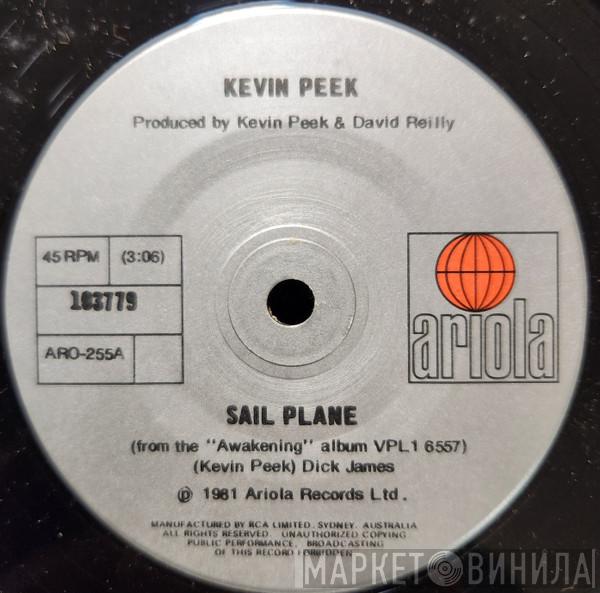 KEVIN PEEK
Produced by Kevin Peek & David Reilly
45 RPM (3:06)
103779
ARO-255A
ariola
SAIL PLANE
(from the "Awakening" album VPL1 6557)
(Kevin Peek) Dick James
℗ 1981 Ariola Records Ltd.
MANUFACTURED BY RCA LIMITED. SYDNEY. AUSTRALIA
ALL RIGHTS RESERVED. UNAUTHORIZED COPYING
PUBLIC PERFORMANCE, BROADCASTING
OF THIS RECORD FORBIDDEN
МАРКЕТ ВИНИЛА